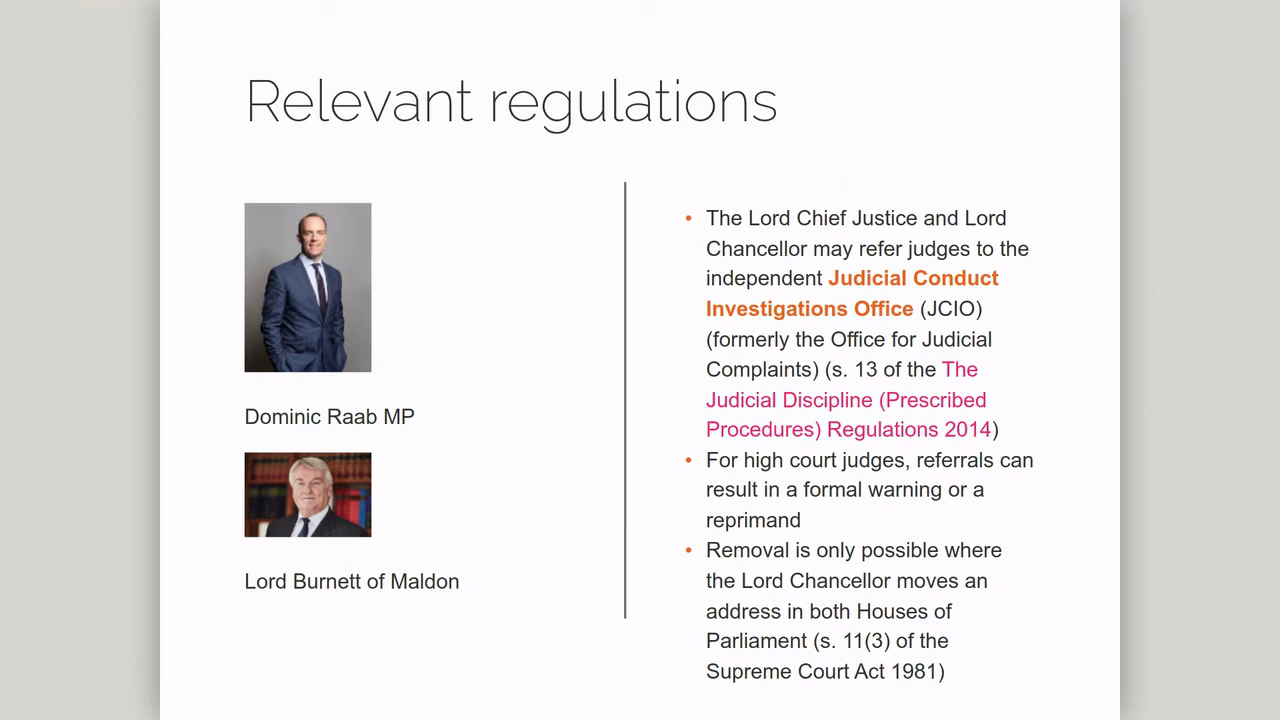 Relevant regulations
Dominic Raab MP
Lord Burnett of Maldon
• The Lord Chief Justice and Lord
Chancellor may refer judges to the
independent Judicial Conduct
Investigations Office (JCIO)
(formerly the Office for Judicial
Complaints) (s. 13 of the The
Judicial Discipline (Prescribed
Procedures) Regulations 2014)
• For high court judges, referrals can
result in a formal warning or a
reprimand
• Removal is only possible where
the Lord Chancellor moves an
address in both Houses of
Parliament (s. 11(3) of the
Supreme Court Act 1981)